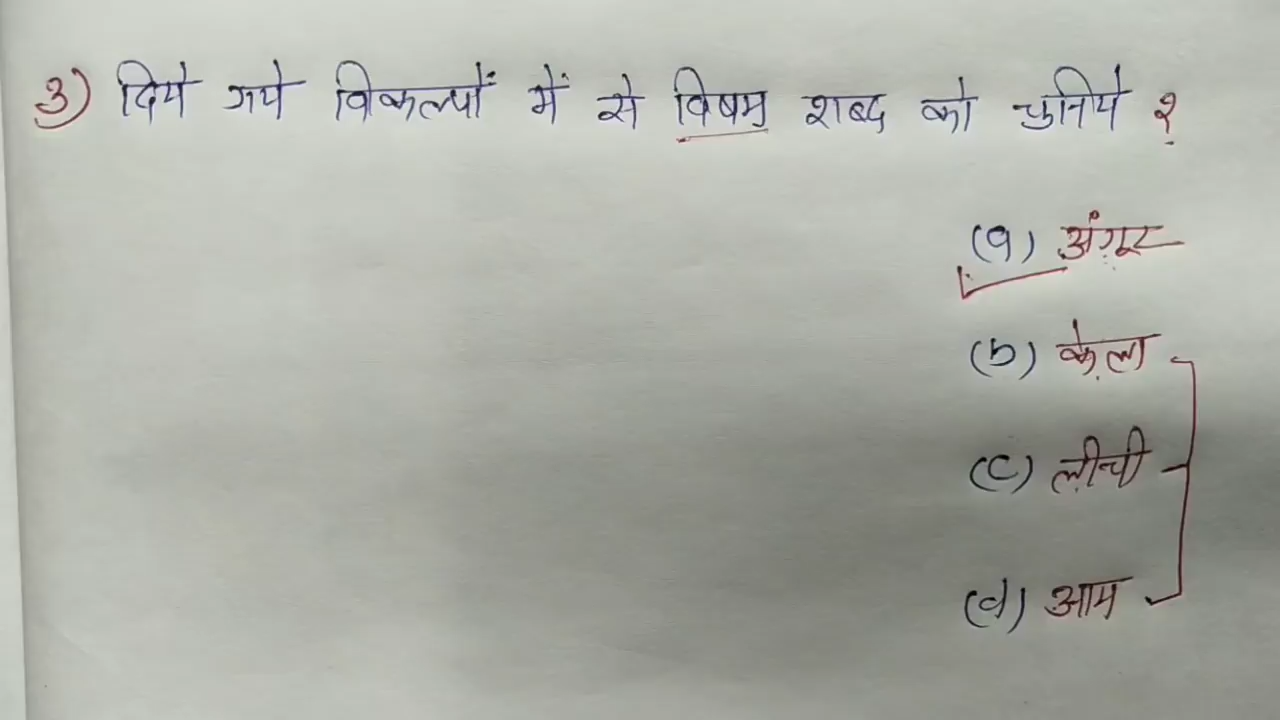 3) दिये गये विकल्पों में से विषम शब्द को चुनिये ?
(a) अंगूर
(b) केला
(c) लीची
(d) आम